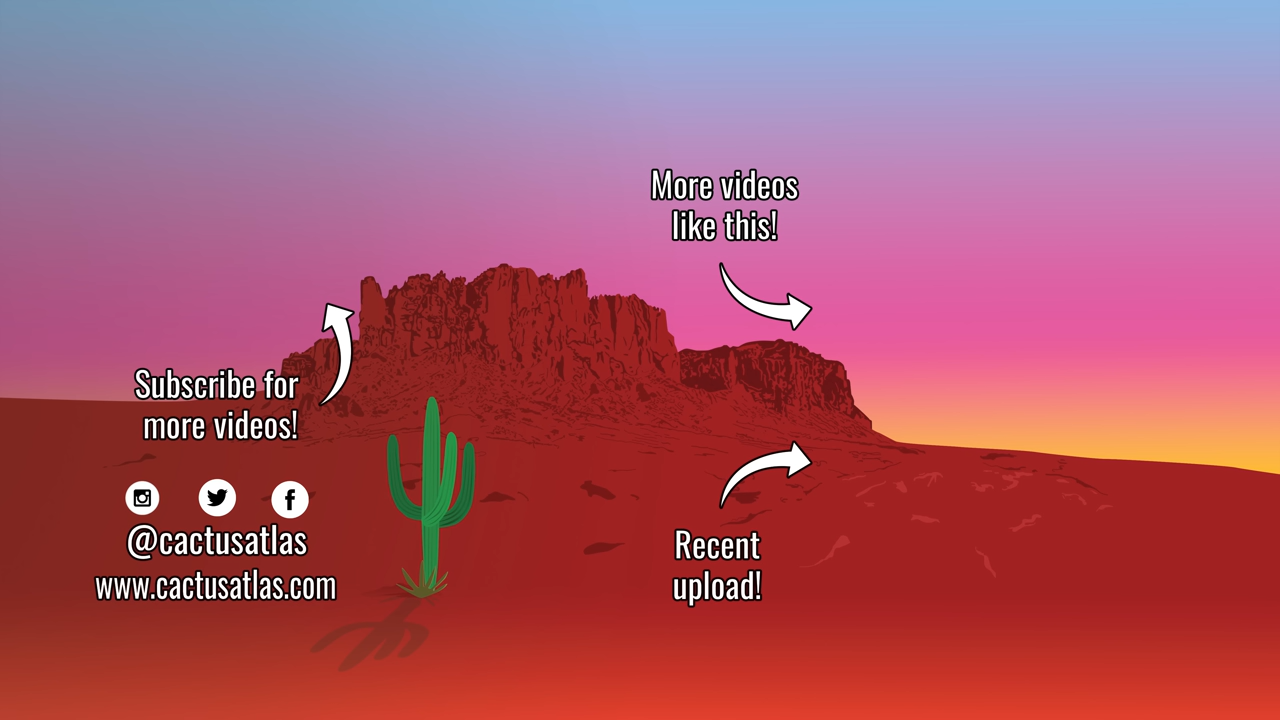 More videos
like this!
Subscribe for
more videos!
@cactusatlas
www.cactusatlas.com
Recent
upload!